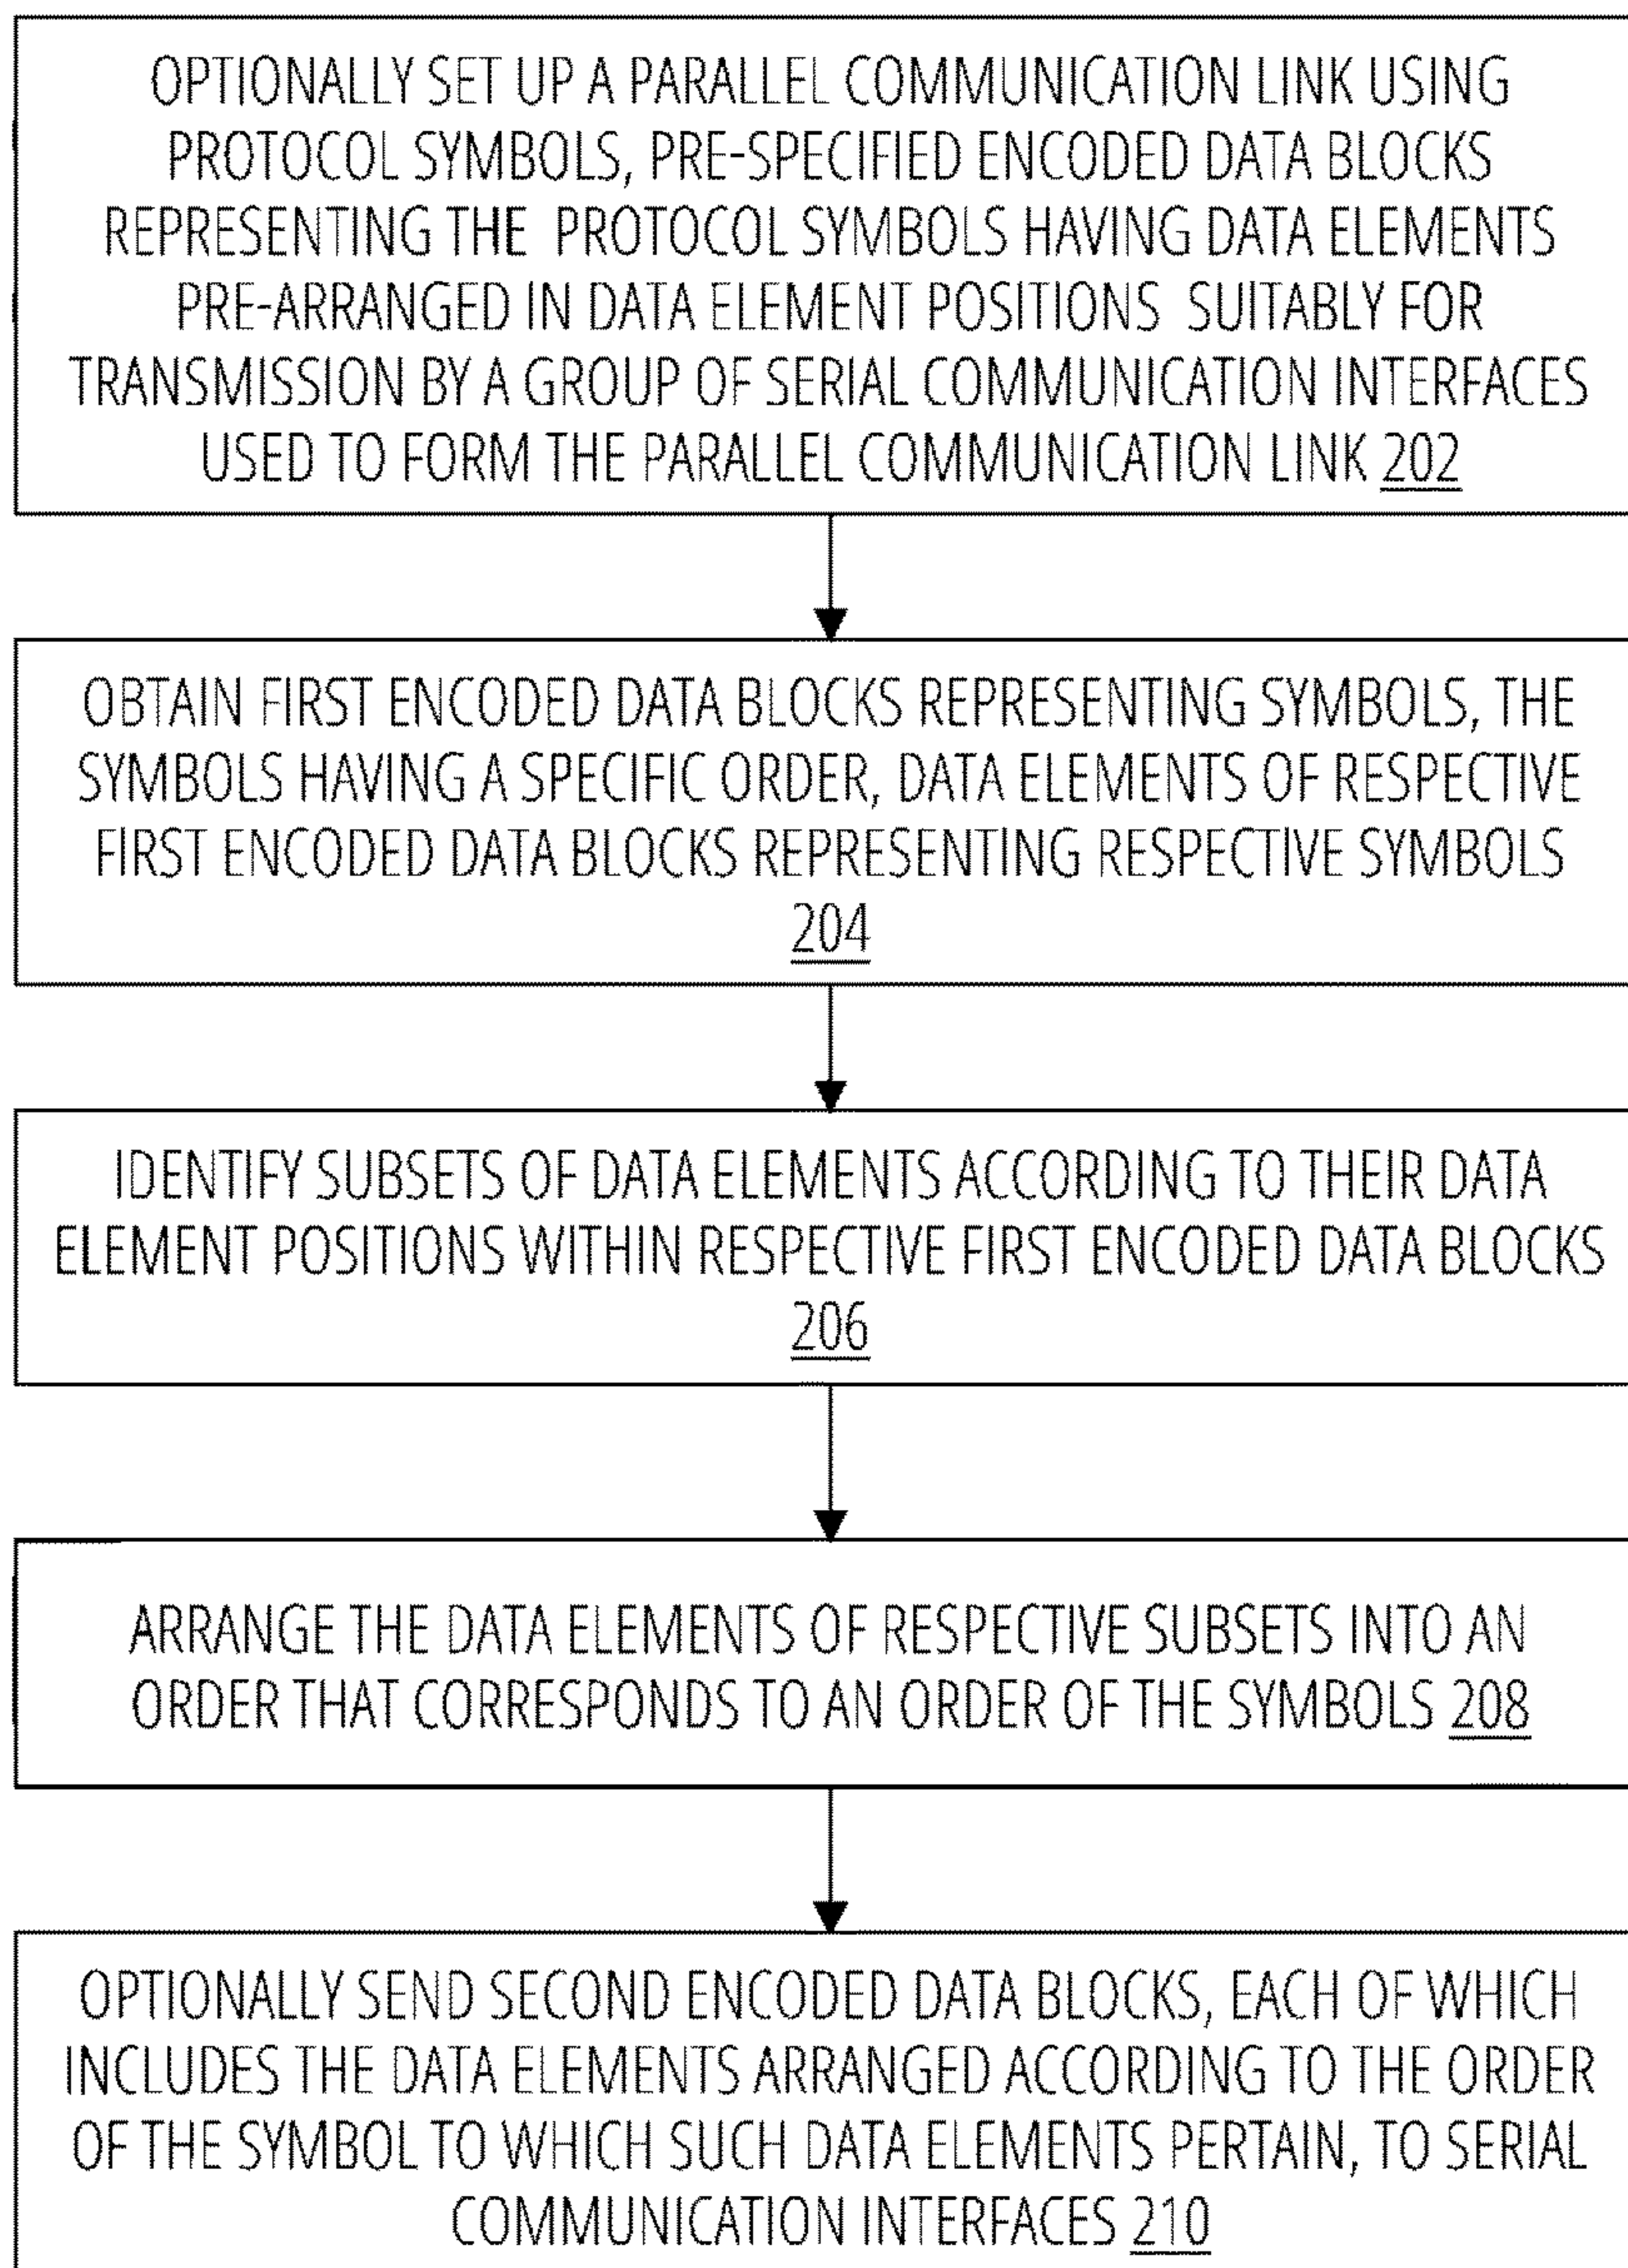 OPTIONALLY SET UP A PARALLEL COMMUNICATION LINK USING
PROTOCOL SYMBOLS, PRE-SPECIFIED ENCODED DATA BLOCKS
REPRESENTING THE PROTOCOL SYMBOLS HAVING DATA ELEMENTS
PRE-ARRANGED IN DATA ELEMENT POSITIONS SUITABLY FOR
TRANSMISSION BY A GROUP OF SERIAL COMMUNICATION INTERFACES
USED TO FORM THE PARALLEL COMMUNICATION LINK 202
OBTAIN FIRST ENCODED DATA BLOCKS REPRESENTING SYMBOLS, THE
SYMBOLS HAVING A SPECIFIC ORDER, DATA ELEMENTS OF RESPECTIVE
FIRST ENCODED DATA BLOCKS REPRESENTING RESPECTIVE SYMBOLS
204
IDENTIFY SUBSETS OF DATA ELEMENTS ACCORDING TO THEIR DATA
ELEMENT POSITIONS WITHIN RESPECTIVE FIRST ENCODED DATA BLOCKS
206
ARRANGE THE DATA ELEMENTS OF RESPECTIVE SUBSETS INTO AN
ORDER THAT CORRESPONDS TO AN ORDER OF THE SYMBOLS 208
OPTIONALLY SEND SECOND ENCODED DATA BLOCKS, EACH OF WHICH
INCLUDES THE DATA ELEMENTS ARRANGED ACCORDING TO THE ORDER
OF THE SYMBOL TO WHICH SUCH DATA ELEMENTS PERTAIN, TO SERIAL
COMMUNICATION INTERFACES 210